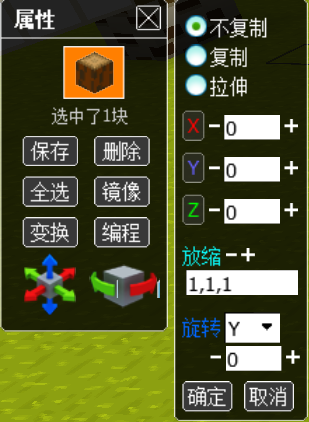 属性
选中了1块
保存 删除
全选 镜像
变换 编程
不复制
复制
拉伸
X - 0 +
Y - 0 +
Z - 0 +
放缩 - +
1,1,1
旋转 Y
- 0 +
确定 取消